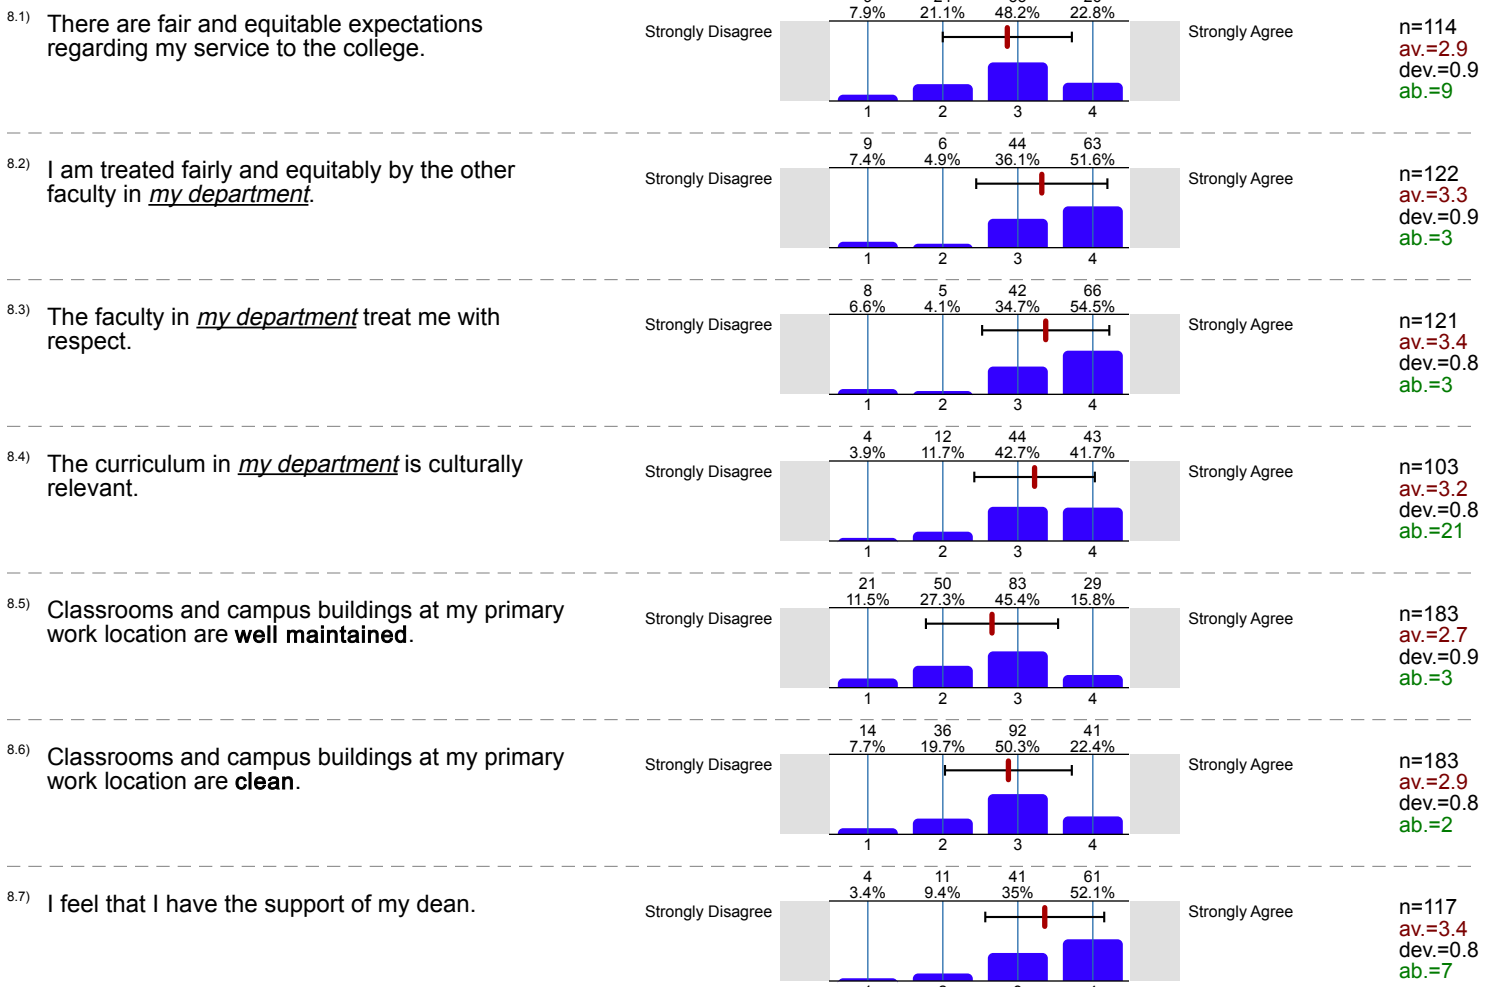 8.1) There are fair and equitable expectations
regarding my service to the college.
Strongly Disagree
7.9% 21.1% 48.2% 22.8%
1 2 3 4
Strongly Agree
n=114
av.=2.9
dev.=0.9
ab.=9
8.2) I am treated fairly and equitably by the other
faculty in my department.
Strongly Disagree
9 6 44 63
7.4% 4.9% 36.1% 51.6%
1 2 3 4
Strongly Agree
n=122
av.=3.3
dev.=0.9
ab.=3
8.3) The faculty in my department treat me with
respect.
Strongly Disagree
8 5 42 66
6.6% 4.1% 34.7% 54.5%
1 2 3 4
Strongly Agree
n=121
av.=3.4
dev.=0.8
ab.=3
8.4) The curriculum in my department is culturally
relevant.
Strongly Disagree
4 12 44 43
3.9% 11.7% 42.7% 41.7%
1 2 3 4
Strongly Agree
n=103
av.=3.2
dev.=0.8
ab.=21
8.5) Classrooms and campus buildings at my primary
work location are well maintained.
Strongly Disagree
21 50 83 29
11.5% 27.3% 45.4% 15.8%
1 2 3 4
Strongly Agree
n=183
av.=2.7
dev.=0.9
ab.=3
8.6) Classrooms and campus buildings at my primary
work location are clean.
Strongly Disagree
14 36 92 41
7.7% 19.7% 50.3% 22.4%
1 2 3 4
Strongly Agree
n=183
av.=2.9
dev.=0.8
ab.=2
8.7) I feel that I have the support of my dean.
Strongly Disagree
4 11 41 61
3.4% 9.4% 35% 52.1%
Strongly Agree
n=117
av.=3.4
dev.=0.8
ab.=7